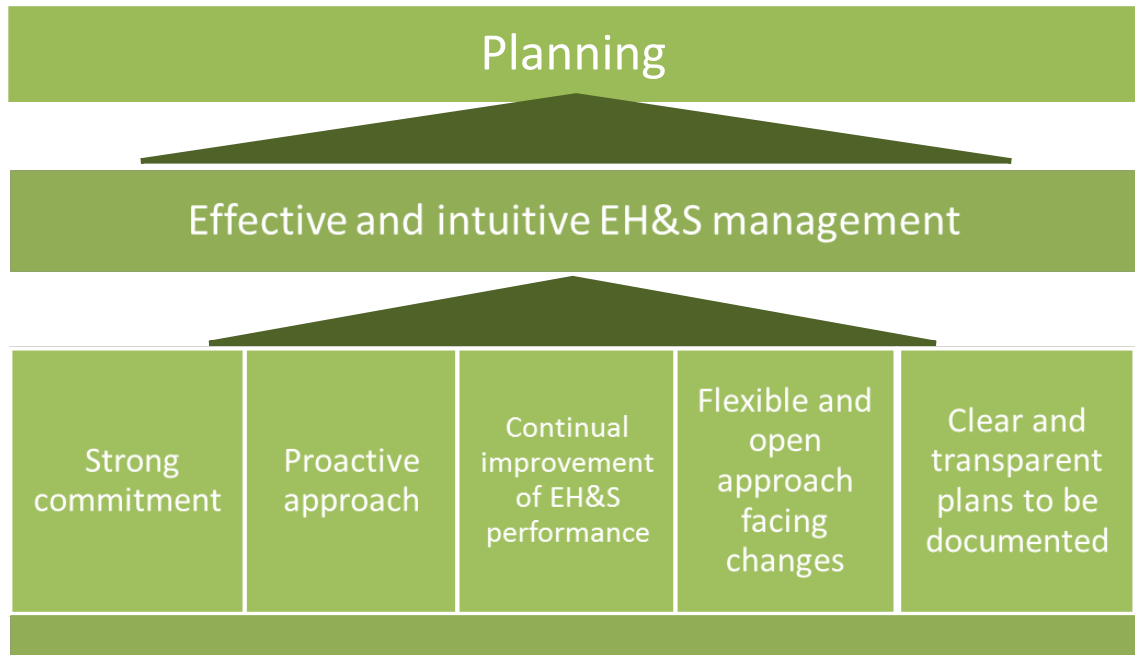 Planning
Effective and intuitive EH&S management
Strong
commitment
Proactive
approach
Continual
improvement
of EH&S
performance
Flexible and
open
approach
facing
changes
Clear and
transparent
plans to be
documented